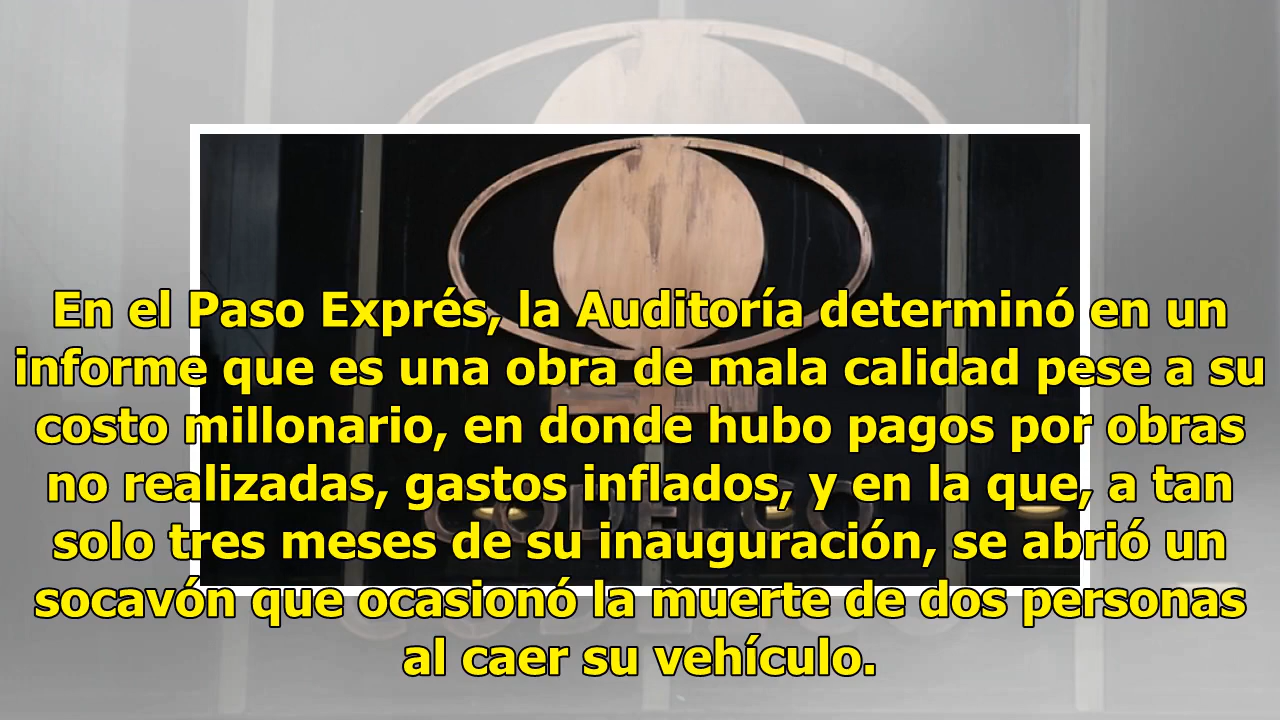 En el Paso Exprés, la Auditoría determinó en un
informe que es una obra de mala calidad pese a su
costo millonario, en donde hubo pagos por obras
no realizadas, gastos inflados, y en la que, a tan
solo tres meses de su inauguración, se abrió un
socavón que ocasionó la muerte de dos personas
al caer su vehículo.
CODELCO